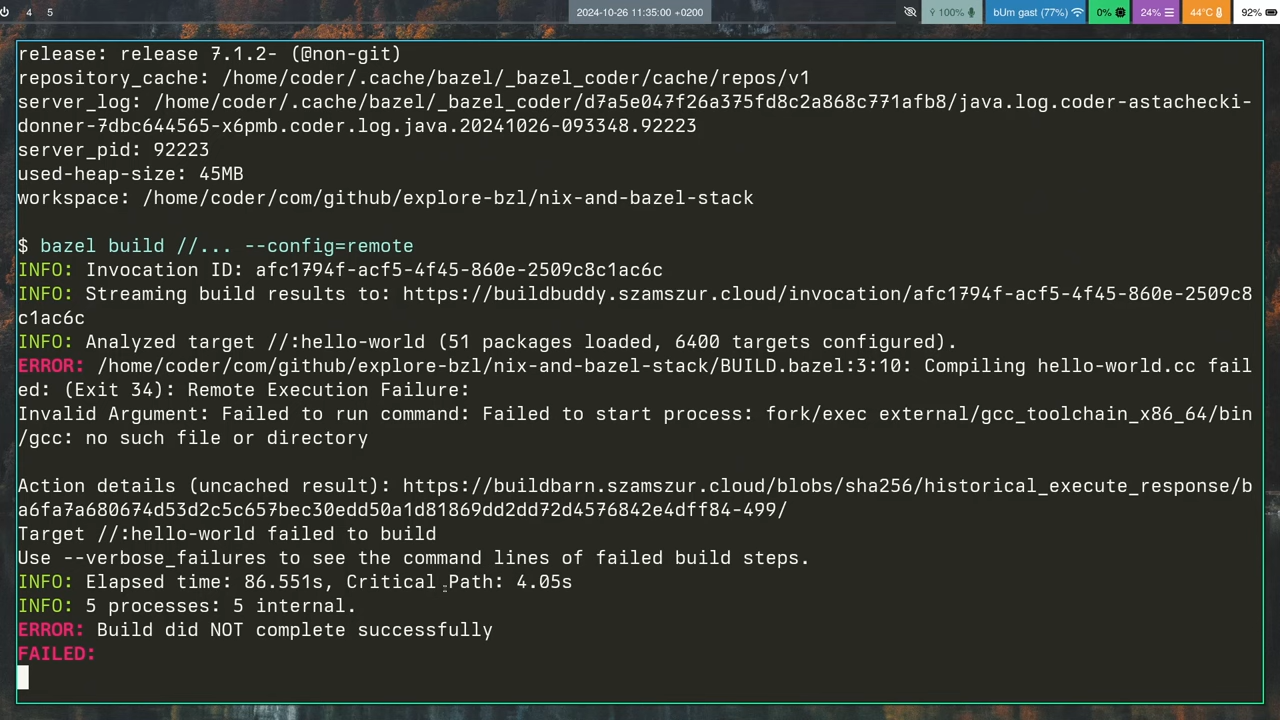 4 5 2024-10-26 11:35:00 +0200 100% bUm gast (77%) 0% 24% 44°C 92%
release: release 7.1.2- (@non-git)
repository_cache: /home/coder/.cache/bazel/_bazel_coder/cache/repos/v1
server_log: /home/coder/.cache/bazel/_bazel_coder/d7a5e047f26a375fd8c2a868c771afb8/java.log.coder-astachecki-
donner-7dbc644565-x6pmb.coder.log.java.20241026-093348.92223
server_pid: 92223
used-heap-size: 45MB
workspace: /home/coder/com/github/explore-bzl/nix-and-bazel-stack
$ bazel build //... --config=remote
INFO: Invocation ID: afc1794f-acf5-4f45-860e-2509c8c1ac6c
INFO: Streaming build results to: https://buildbuddy.szamszur.cloud/invocation/afc1794f-acf5-4f45-860e-2509c8
c1ac6c
INFO: Analyzed target //:hello-world (51 packages loaded, 6400 targets configured).
ERROR: /home/coder/com/github/explore-bzl/nix-and-bazel-stack/BUILD.bazel:3:10: Compiling hello-world.cc fail
ed: (Exit 34): Remote Execution Failure:
Invalid Argument: Failed to run command: Failed to start process: fork/exec external/gcc_toolchain_x86_64/bin
/gcc: no such file or directory
Action details (uncached result): https://buildbarn.szamszur.cloud/blobs/sha256/historical_execute_response/b
a6fa7a680674d53d2c5c657bec30edd50a1d81869dd2dd72d4576842e4dff84-499/
Target //:hello-world failed to build
Use --verbose_failures to see the command lines of failed build steps.
INFO: Elapsed time: 86.551s, Critical Path: 4.05s
INFO: 5 processes: 5 internal.
ERROR: Build did NOT complete successfully
FAILED: